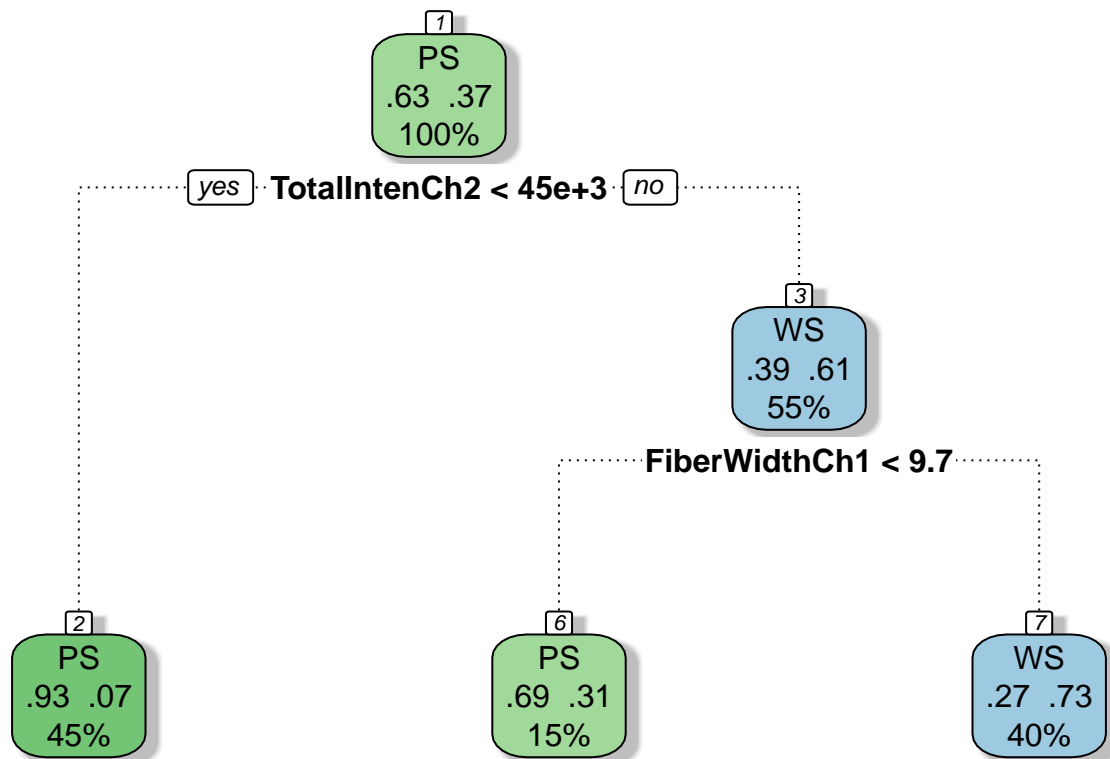 1
PS
.63 .37
100%
yes TotalIntenCh2 < 45e+3 no
3
WS
.39 .61
55%
FiberWidthCh1 < 9.7
2
PS
.93 .07
45%
6
PS
.69 .31
15%
7
WS
.27 .73
40%